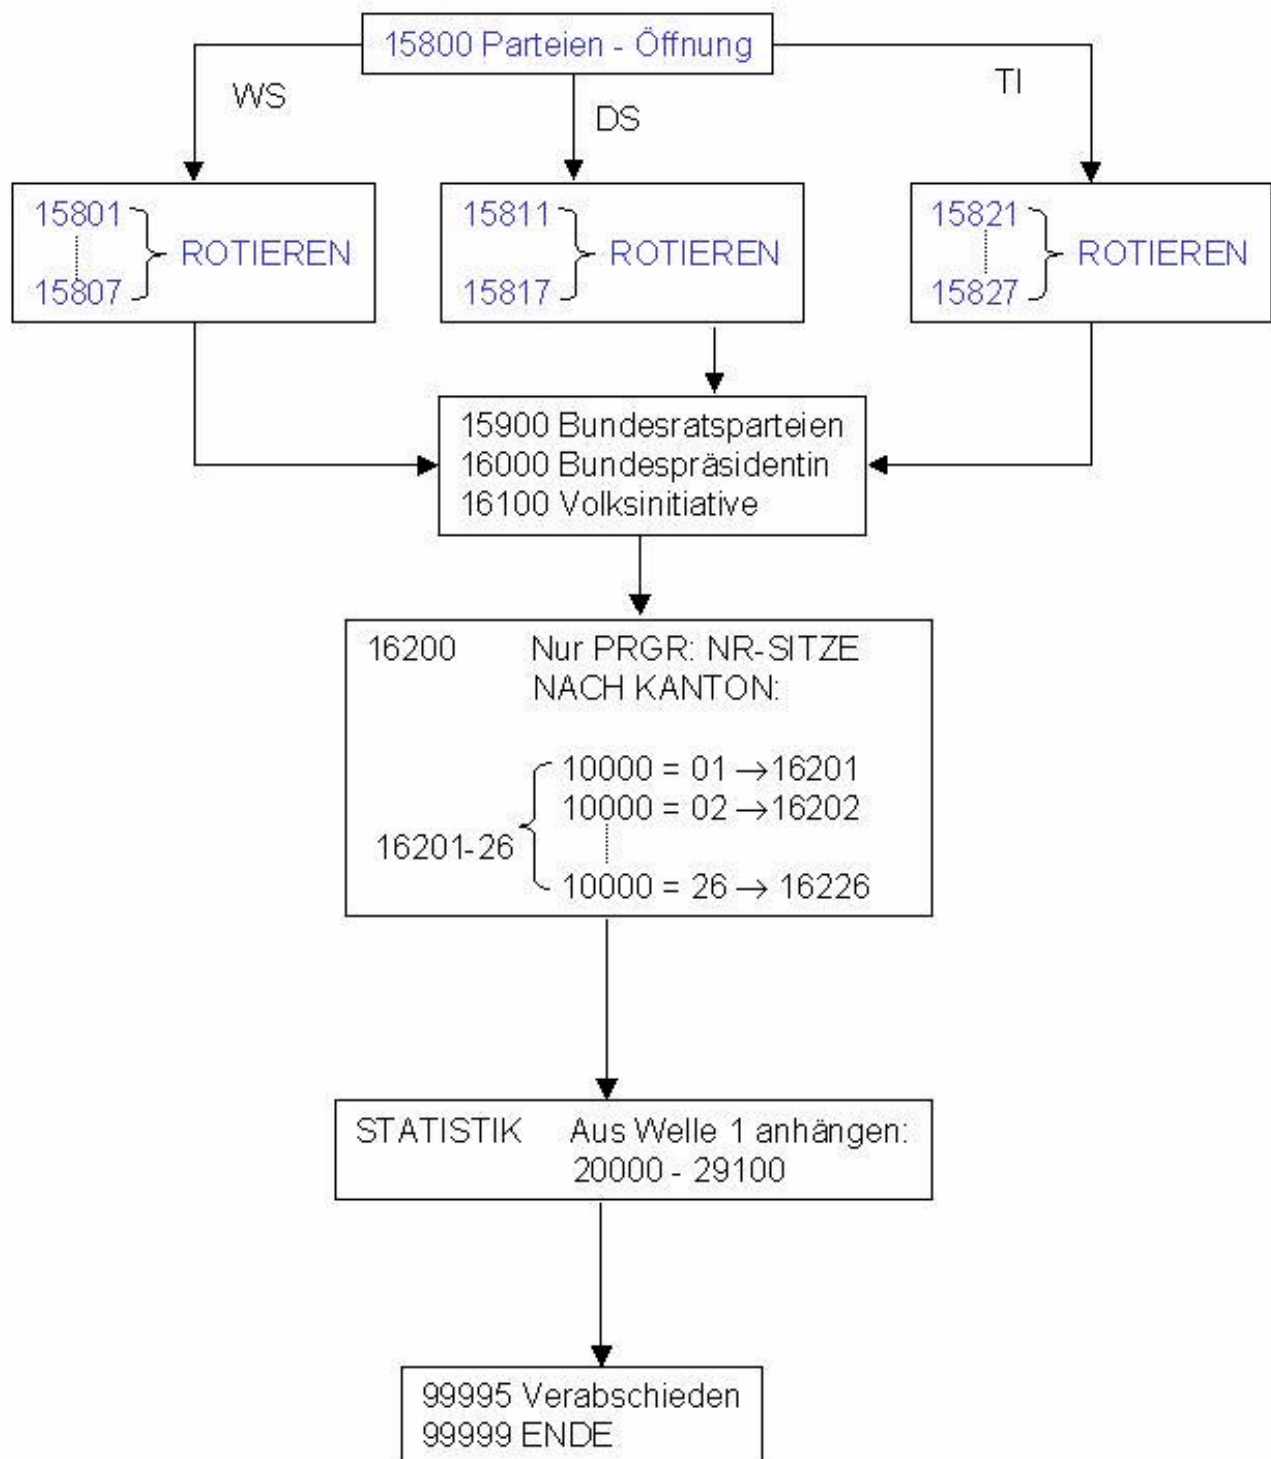 15800 Parteien - Öffnung
WS
DS
TI
15801
ROTIEREN
15807
15811
ROTIEREN
15817
15821
ROTIEREN
15827
15900 Bundesratsparteien
16000 Bundespräsidentin
16100 Volksinitiative
16200 Nur PRGR: NR-SITZE
NACH KANTON:
10000 = 01 →16201
10000 = 02 →16202
16201-26
10000 = 26 → 16226
STATISTIK Aus Welle 1 anhängen:
20000 - 29100
99995 Verabschieden
99999 ENDE